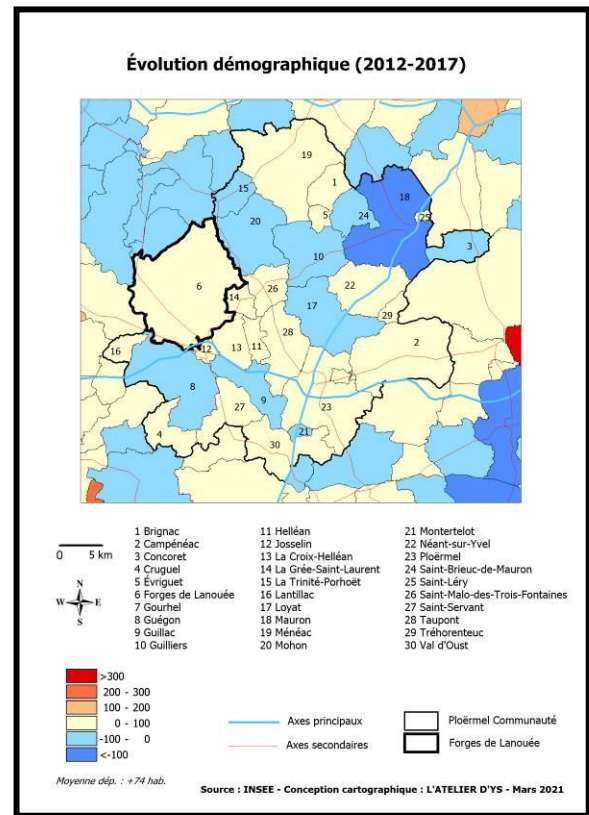 Évolution démographique (2012-2017)
19
1
15
18
5
24
25
20
3
10
6
22
26
14
17
29
28
2
12
13
11
16
8
9
23
27
21
4
30
0 5 km
N
W E
S
1 Brignac
2 Campénéac
3 Concoret
4 Cruguel
5 Évriguet
6 Forges de Lanouée
7 Gourhel
8 Guégon
9 Guillac
10 Guilliers
11 Helléan
12 Josselin
13 La Croix-Helléan
14 La Grée-Saint-Laurent
15 La Trinité-Porhoët
16 Lantillac
17 Loyat
18 Mauron
19 Ménéac
20 Mohon
21 Montertelot
22 Néant-sur-Yvel
23 Ploërmel
24 Saint-Brieuc-de-Mauron
25 Saint-Léry
26 Saint-Malo-des-Trois-Fontaines
27 Saint-Servant
28 Taupont
29 Tréhorenteuc
30 Val d'Oust
>300
200 - 300
100 - 200
0 - 100
-100 - 0
<-100
Axes principaux
Axes secondaires
Ploërmel Communauté
Forges de Lanouée
Moyenne dép. : +74 hab.
Source : INSEE - Conception cartographique : L'ATELIER D'YS - Mars 2021